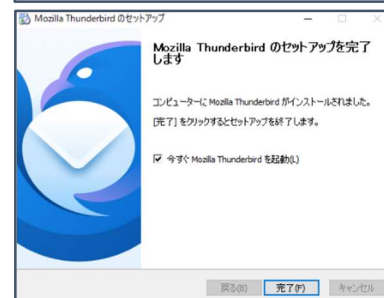 Mozilla Thunderbird のセットアップ
Mozilla Thunderbird のセットアップを完了
します
コンピューターに Mozilla Thunderbird がインストールされました。
[完了] をクリックするとセットアップを終了します。
今すぐ Mozilla Thunderbird を起動(L)
戻る(B) 完了(F) キャンセル